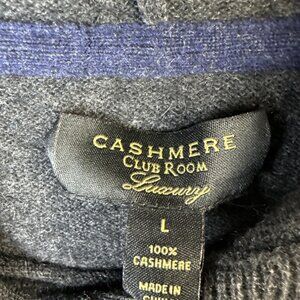 CASHMERE
CLUB ROOM
Luxury
L
100%
CASHMERE
MADE IN